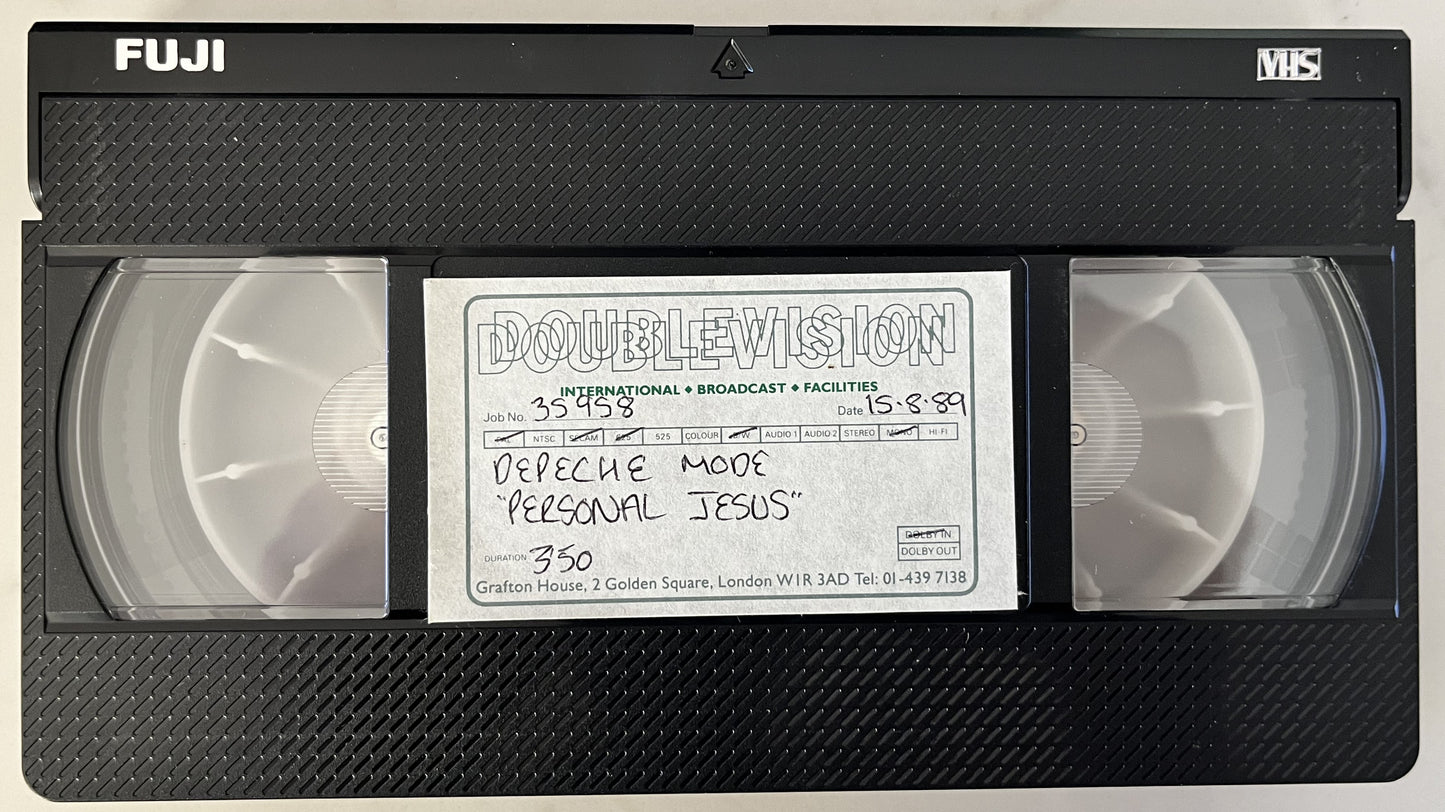 FUJI
VHS
DOUBLEVISION
INTERNATIONAL ◆ BROADCAST ◆ FACILITIES
Job No. 35958 Date 15·8·89
PAL NTSC SECAM 625 525 COLOUR B/W AUDIO 1 AUDIO 2 STEREO MONO HI-FI
DEPECHE MODE
"PERSONAL JESUS"
DOLBY IN
DURATION 350 DOLBY OUT
Grafton House, 2 Golden Square, London W1R 3AD Tel: 01-439 7138